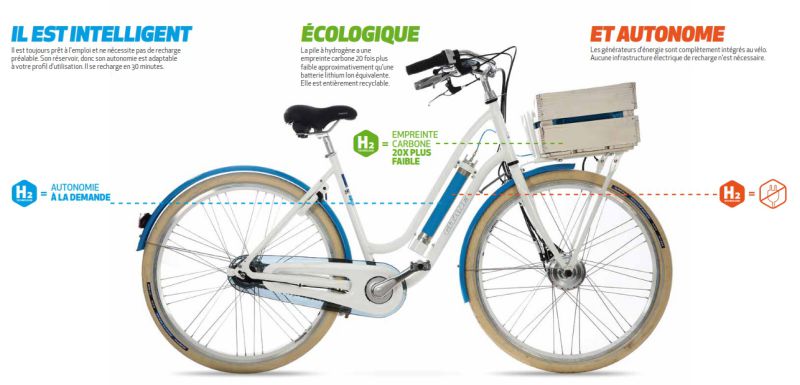 IL EST INTELLIGENT
Il est toujours prêt à l'emploi et ne nécessite pas de recharge
préalable. Son réservoir, donc son autonomie est adaptable
à votre profil d'utilisation. Il se recharge en 30 minutes.
ÉCOLOGIQUE
La pile à hydrogène a une
empreinte carbone 20 fois plus
faible approximativement qu'une
batterie lithium Ion équivalente.
Elle est entièrement recyclable.
ET AUTONOME
Les générateurs d'énergie sont complètement intégrés au vélo.
Aucune infrastructure électrique de recharge n'est nécessaire.
H2
= EMPREINTE
CARBONE
20X PLUS
FAIBLE
H2
= AUTONOMIE
À LA DEMANDE
H2
=